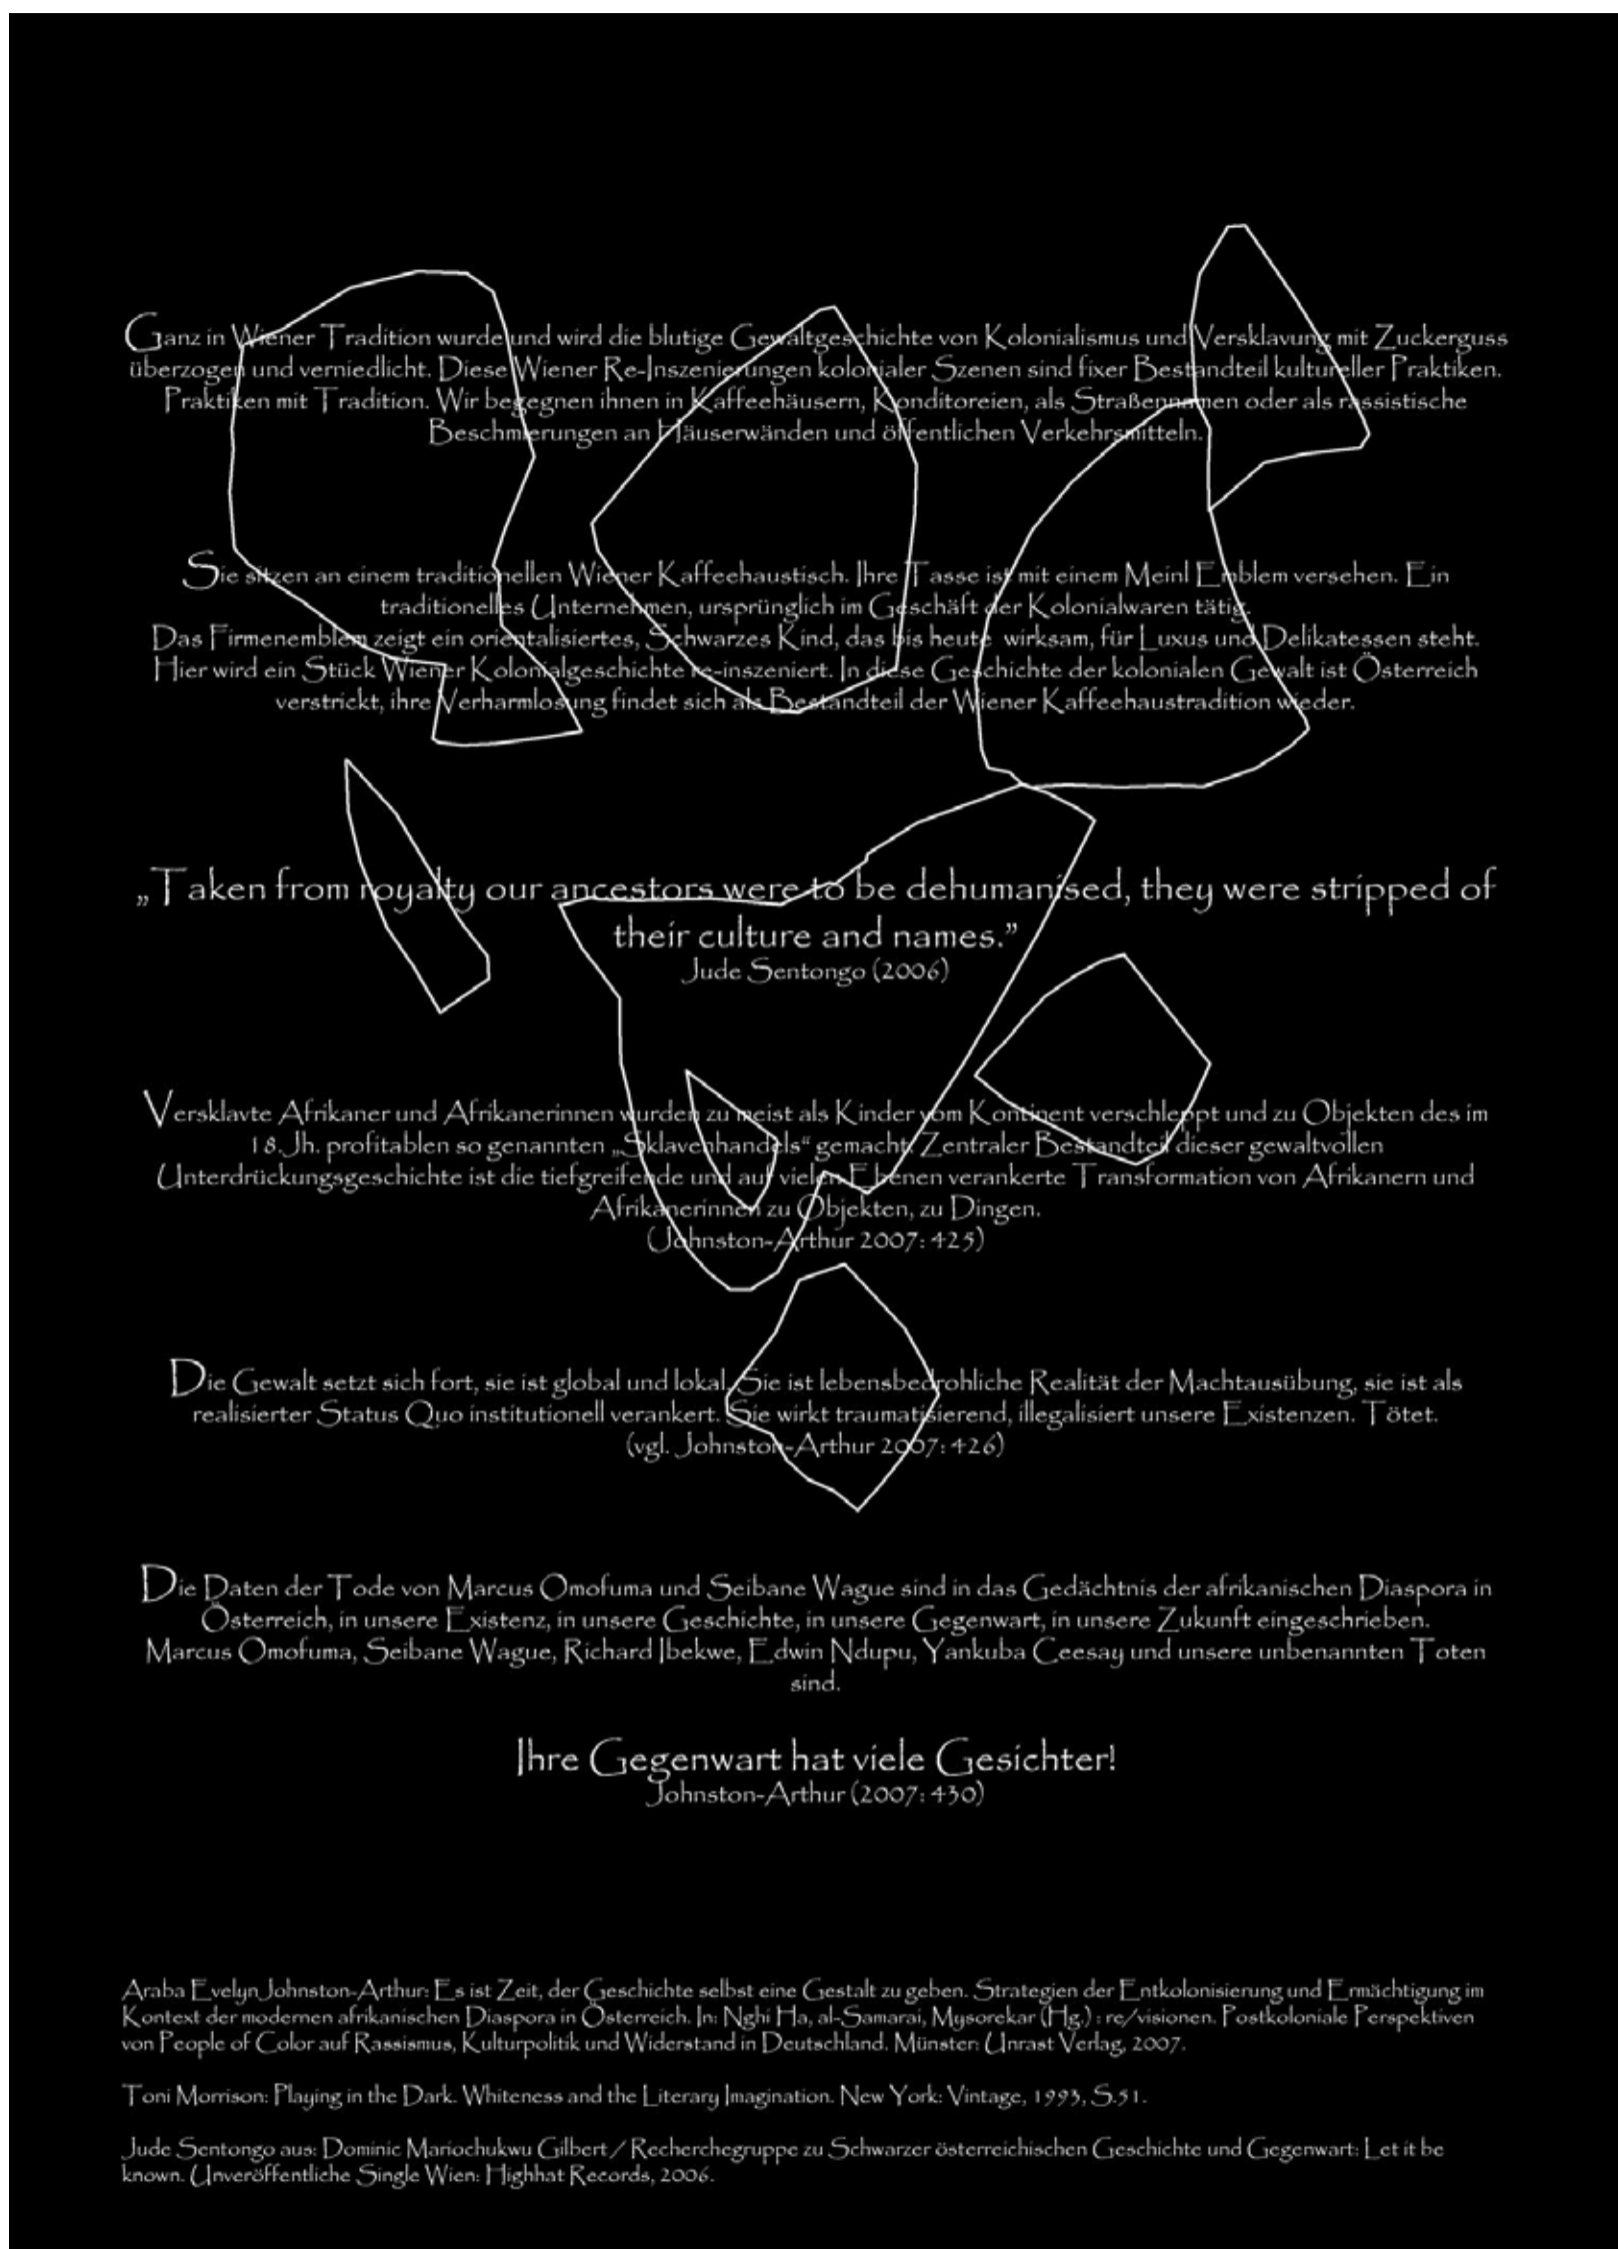 Ganz in Wiener Tradition wurde und wird die blutige Gewaltgeschichte von Kolonialismus und Versklavung mit Zuckerguss
überzogen und verniedlicht. Diese Wiener Re-Inszenierungen kolonialer Szenen sind fixer Bestandteil kultureller Praktiken.
Praktiken mit Tradition. Wir begegnen ihnen in Kaffeehäusern, Konditoreien, als Straßennamen oder als rassistische
Beschmierungen an Häuserwänden und öffentlichen Verkehrsmitteln.
Sie sitzen an einem traditionellen Wiener Kaffeehaustisch. Ihre Tasse ist mit einem Meinl Emblem versehen. Ein
traditionelles Unternehmen, ursprünglich im Geschäft der Kolonialwaren tätig.
Das Firmenemblem zeigt ein orientalisiertes, Schwarzes Kind, das bis heute wirksam, für Luxus und Delikatessen steht.
Hier wird ein Stück Wiener Kolonialgeschichte re-inszeniert. In diese Geschichte der kolonialen Gewalt ist Österreich
verstrickt, ihre Verharmlosung findet sich als Bestandteil der Wiener Kaffeehaustradition wieder.
„Taken from royalty our ancestors were to be dehumanised, they were stripped of
their culture and names.”
Jude Sentongo (2006)
Versklavte Afrikaner und Afrikanerinnen wurden zu meist als Kinder vom Kontinent verschleppt und zu Objekten des im
18.Jh. profitablen so genannten „Sklavenhandels“ gemacht. Zentraler Bestandteil dieser gewaltvollen
Unterdrückungsgeschichte ist die tiefgreifende und auf vielen Ebenen verankerte Transformation von Afrikanern und
Afrikanerinnen zu Objekten, zu Dingen.
(Johnston-Arthur 2007: 425)
Die Gewalt setzt sich fort, sie ist global und lokal. Sie ist lebensbedrohliche Realität der Machtausübung, sie ist als
realisierter Status Quo institutionell verankert. Sie wirkt traumatisierend, illegalisiert unsere Existenzen. Tötet.
(vgl. Johnston-Arthur 2007: 426)
Die Daten der Tode von Marcus Omofuma und Seibane Wague sind in das Gedächtnis der afrikanischen Diaspora in
Österreich, in unsere Existenz, in unsere Geschichte, in unsere Gegenwart, in unsere Zukunft eingeschrieben.
Marcus Omofuma, Seibane Wague, Richard Ibekwe, Edwin Ndupu, Yankuba Ceesay und unsere unbenannten Toten
sind.
Ihre Gegenwart hat viele Gesichter!
Johnston-Arthur (2007: 430)
Araba Evelyn Johnston-Arthur: Es ist Zeit, der Geschichte selbst eine Gestalt zu geben. Strategien der Entkolonisierung und Ermächtigung im
Kontext der modernen afrikanischen Diaspora in Österreich. In: Nghi Ha, al-Samarai, Mysorekar (Hg.) : re/visionen. Postkoloniale Perspektiven
von People of Color auf Rassismus, Kulturpolitik und Widerstand in Deutschland. Münster: Unrast Verlag, 2007.
Toni Morrison: Playing in the Dark. Whiteness and the Literary Imagination. New York: Vintage, 1993, S.51.
Jude Sentongo aus: Dominic Mariochukwu Gilbert / Recherchegruppe zu Schwarzer österreichischen Geschichte und Gegenwart: Let it be
known. Unveröffentliche Single Wien: Highhat Records, 2006.